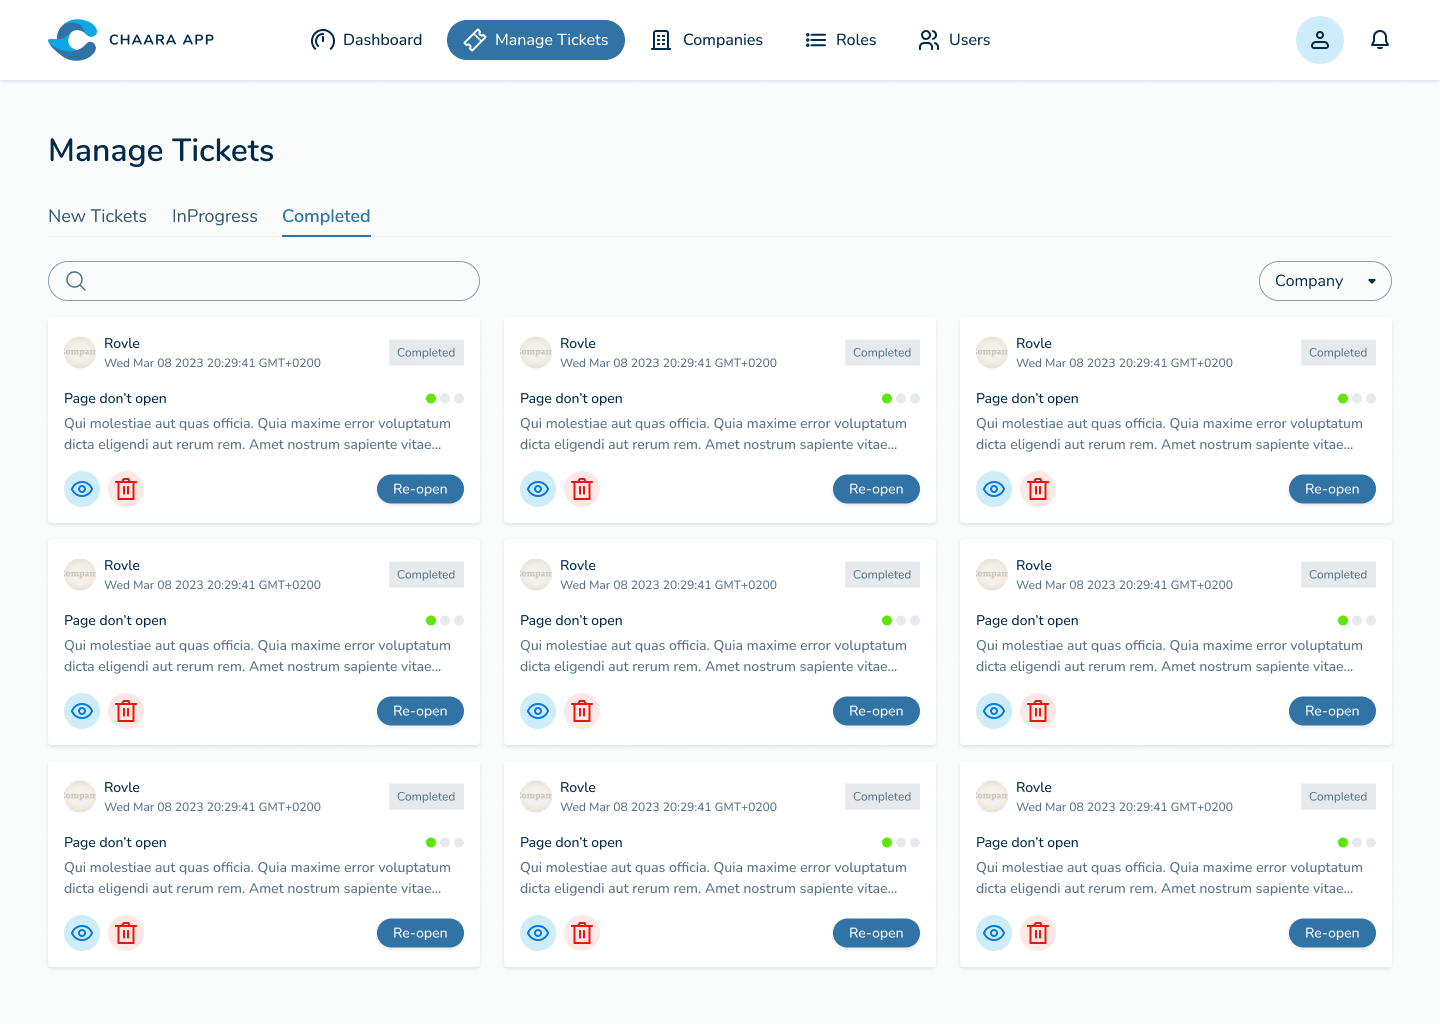 CHAARA APP
Dashboard
Manage Tickets
Companies
Roles
Users
Manage Tickets
New Tickets
InProgress
Completed
Company
Rovle
Wed Mar 08 2023 20:29:41 GMT+0200
Completed
Page don't open
Qui molestiae aut quas officia. Quia maxime error voluptatum
dicta eligendi aut rerum rem. Amet nostrum sapiente vitae...
Re-open
Rovle
Wed Mar 08 2023 20:29:41 GMT+0200
Completed
Page don't open
Qui molestiae aut quas officia. Quia maxime error voluptatum
dicta eligendi aut rerum rem. Amet nostrum sapiente vitae...
Re-open
Rovle
Wed Mar 08 2023 20:29:41 GMT+0200
Completed
Page don't open
Qui molestiae aut quas officia. Quia maxime error voluptatum
dicta eligendi aut rerum rem. Amet nostrum sapiente vitae...
Re-open
Rovle
Wed Mar 08 2023 20:29:41 GMT+0200
Completed
Page don't open
Qui molestiae aut quas officia. Quia maxime error voluptatum
dicta eligendi aut rerum rem. Amet nostrum sapiente vitae...
Re-open
Rovle
Wed Mar 08 2023 20:29:41 GMT+0200
Completed
Page don't open
Qui molestiae aut quas officia. Quia maxime error voluptatum
dicta eligendi aut rerum rem. Amet nostrum sapiente vitae...
Re-open
Rovle
Wed Mar 08 2023 20:29:41 GMT+0200
Completed
Page don't open
Qui molestiae aut quas officia. Quia maxime error voluptatum
dicta eligendi aut rerum rem. Amet nostrum sapiente vitae...
Re-open
Rovle
Wed Mar 08 2023 20:29:41 GMT+0200
Completed
Page don't open
Qui molestiae aut quas officia. Quia maxime error voluptatum
dicta eligendi aut rerum rem. Amet nostrum sapiente vitae...
Re-open
Rovle
Wed Mar 08 2023 20:29:41 GMT+0200
Completed
Page don't open
Qui molestiae aut quas officia. Quia maxime error voluptatum
dicta eligendi aut rerum rem. Amet nostrum sapiente vitae...
Re-open
Rovle
Wed Mar 08 2023 20:29:41 GMT+0200
Completed
Page don't open
Qui molestiae aut quas officia. Quia maxime error voluptatum
dicta eligendi aut rerum rem. Amet nostrum sapiente vitae...
Re-open